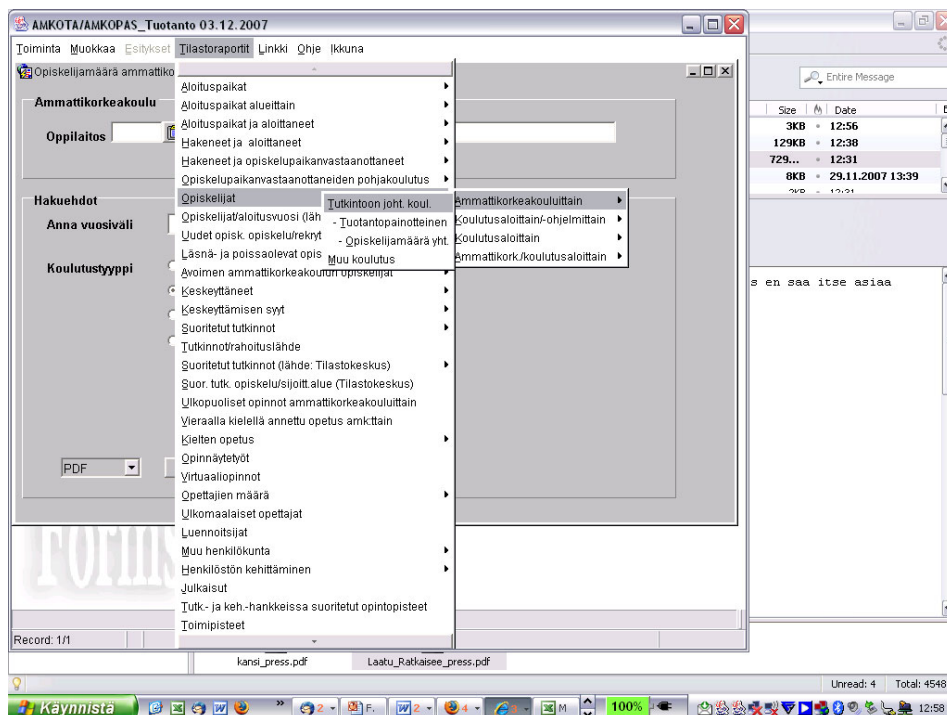 AMKOTA/AMKOPAS_Tuotanto 03.12.2007
Toiminta Muokkaa Esitykset Tilastoraportit Linkki Ohje Ikkuna
Opiskelijamäärä ammattiko
Ammattikorkeakoulu
Oppilaitos
Hakuehdot
Anna vuosiväli
Koulutustyyppi
PDF
Aloituspaikat
Aloituspaikat alueittain
Aloituspaikat ja aloittaneet
Hakeneet ja aloittaneet
Hakeneet ja opiskelupaikanvastaanottaneet
Opiskelupaikanvastaanottaneiden pohjakoulutus
Opiskelijat
Opiskelijat/aloitusvuosi (läh
Uudet opisk. opiskelu/rekryt
Läsnä- ja poissaolevat opis
Avoimen ammattikorkeakoulun opiskelijat
Keskeyttäneet
Keskeyttämisen syyt
Suoritetut tutkinnot
Tutkinnot/rahoituslähde
Suoritetut tutkinnot (lähde: Tilastokeskus)
Suor. tutk. opiskelu/sijoitt.alue (Tilastokeskus)
Ulkopuoliset opinnot ammattikorkeakouluittain
Vieraalla kielellä annettu opetus amk:ttain
Kielten opetus
Opinnäytetyöt
Virtuaaliopinnot
Opettajien määrä
Ulkomaalaiset opettajat
Luennoitsijat
Muu henkilökunta
Henkilöstön kehittäminen
Julkaisut
Tutk.- ja keh.-hankkeissa suoritetut opintopisteet
Toimipisteet
Tutkintoon joht. koul.
- Tuotantopainotteinen
- Opiskelijamäärä yht.
Muu koulutus
Ammattikorkeakouluittain
Koulutusaloittain/-ohjelmittain
Koulutusaloittain
Ammattikork./koulutusaloittain
Forms
Record: 1/1
Entire Message
Size Date
3KB 12:56
129KB 12:38
729... 12:31
8KB 29.11.2007 13:39
s en saa itse asiaa
kansi_press.pdf Laatu_Ratkaisee_press.pdf
Unread: 4 Total: 4548
Käynnistä » 2 F. 2 4 M 100% 12:58